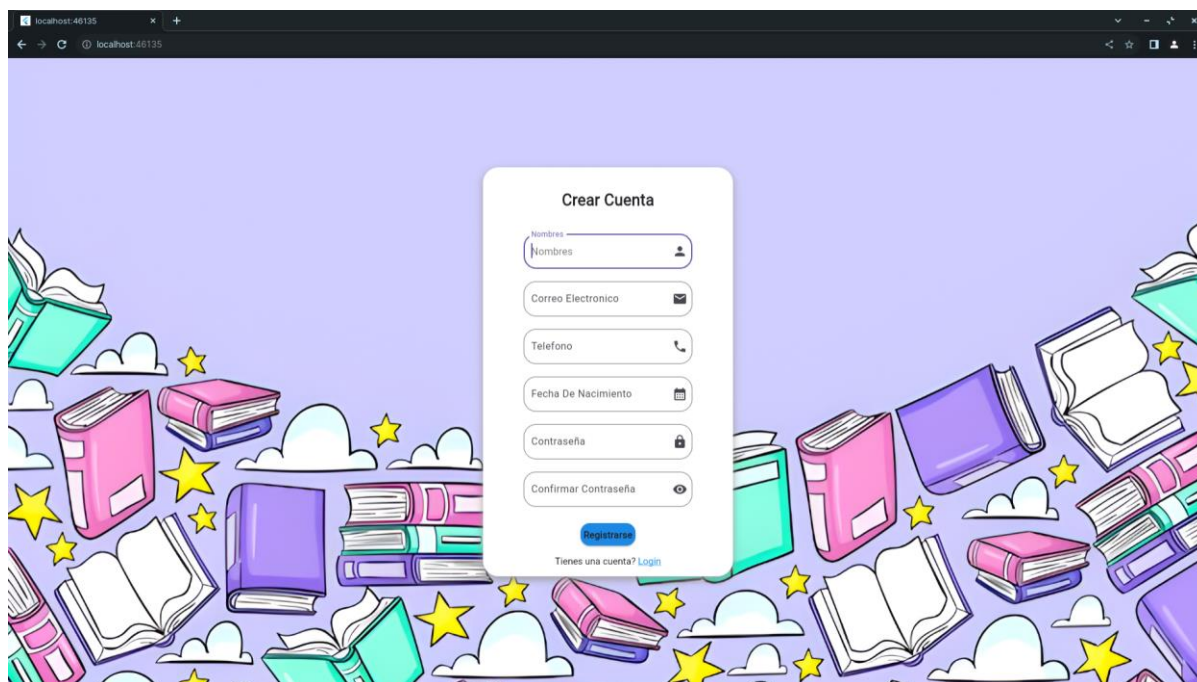 localhost:46135
localhost:46135
Crear Cuenta
Nombres
Nombres
Correo Electronico
Telefono
Fecha De Nacimiento
Contraseña
Confirmar Contraseña
Registrarse
Tienes una cuenta? Login